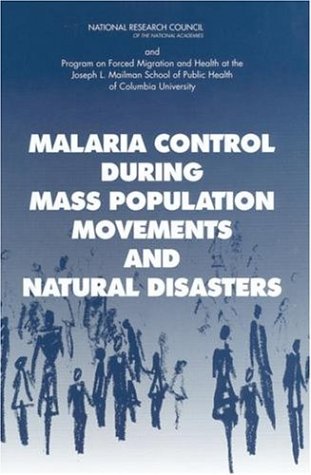 NATIONAL RESEARCH COUNCIL
OF THE NATIONAL ACADEMIES
and
Program on Forced Migration and Health at the
Joseph L. Mailman School of Public Health
of Columbia University
MALARIA CONTROL
DURING
MASS POPULATION
MOVEMENTS
AND
NATURAL DISASTERS